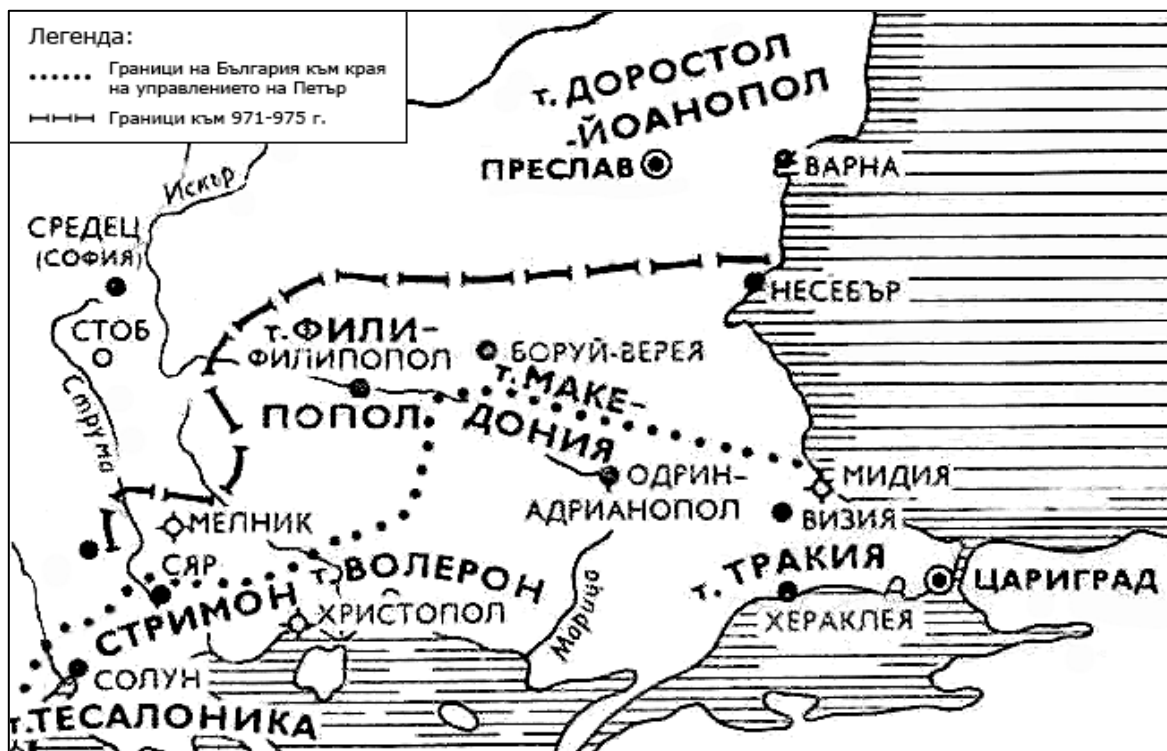 Легенда:
Граници на България към края
на управлението на Петър
Граници към 971-975 г.
т. ДОРОСТОЛ
-ЙОАНОПОЛ
ПРЕСЛАВ
ВАРНА
Искър
СРЕДЕЦ
(СОФИЯ)
НЕСЕБЪР
СТОБ
т. ФИЛИ-
ФИЛИПОПОЛ
ПОПОЛ
БОРУЙ-ВЕРЕЯ
т. МАКЕ-
ДОНИЯ
Струма
ОДРИН-
АДРИАНОПОЛ
МИДИЯ
ВИЗИЯ
МЕЛНИК
СЯР
т. ВОЛЕРОН
т. ТРАКИЯ
ЦАРИГРАД
СТРИМОН
ХРИСТОПОЛ
Марица
ХЕРАКЛЕЯ
СОЛУН
т. ТЕСАЛОНИКА